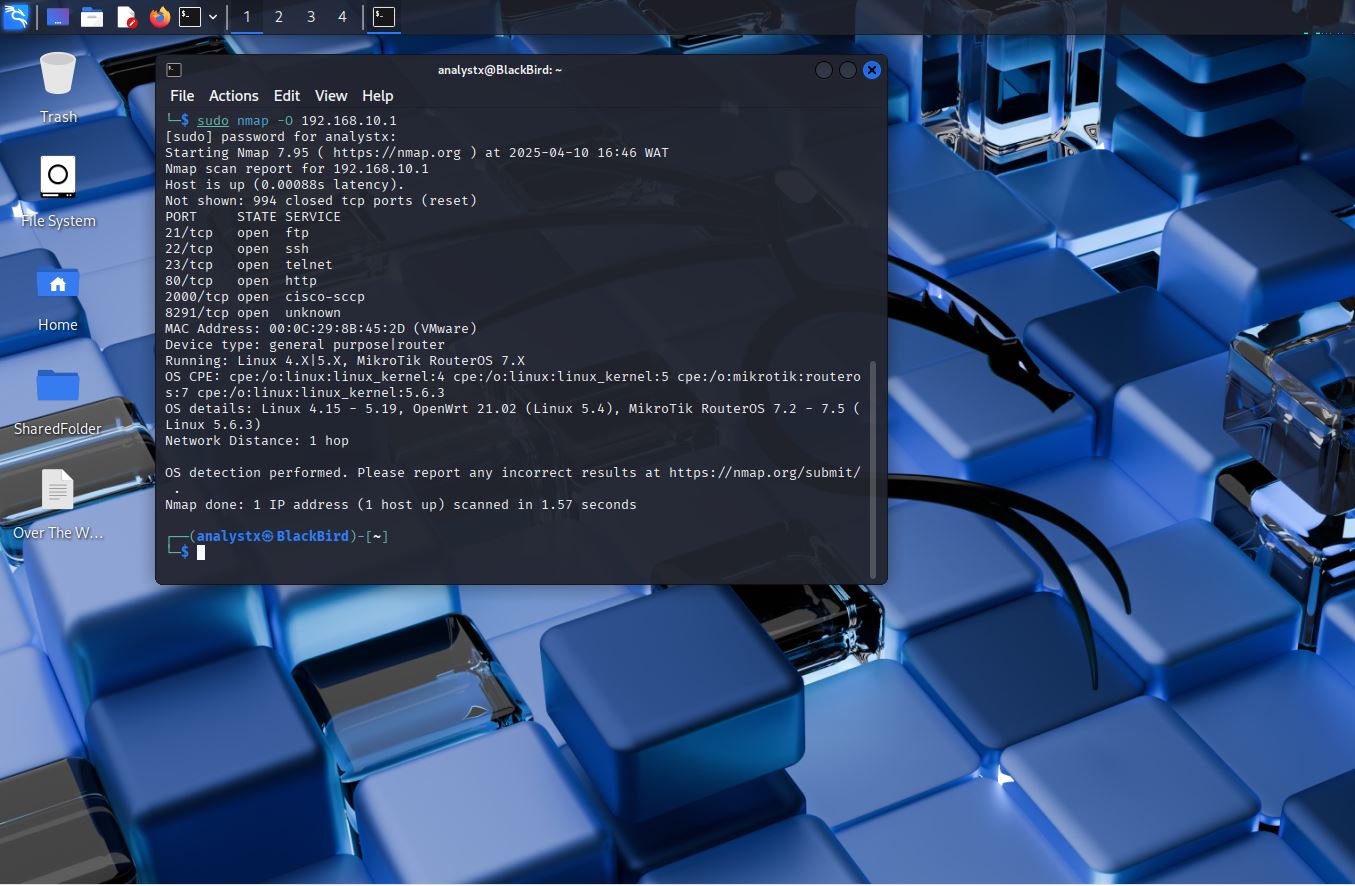 1 2 3 4
Trash
File System
Home
SharedFolder
Over The W...
analystx@BlackBird: ~
File Actions Edit View Help
└─$ sudo nmap -O 192.168.10.1
[sudo] password for analystx:
Starting Nmap 7.95 ( https://nmap.org ) at 2025-04-10 16:46 WAT
Nmap scan report for 192.168.10.1
Host is up (0.00088s latency).
Not shown: 994 closed tcp ports (reset)
PORT     STATE SERVICE
21/tcp   open  ftp
22/tcp   open  ssh
23/tcp   open  telnet
80/tcp   open  http
2000/tcp open  cisco-sccp
8291/tcp open  unknown
MAC Address: 00:0C:29:8B:45:2D (VMware)
Device type: general purpose|router
Running: Linux 4.X|5.X, MikroTik RouterOS 7.X
OS CPE: cpe:/o:linux:linux_kernel:4 cpe:/o:linux:linux_kernel:5 cpe:/o:mikrotik:routero
s:7 cpe:/o:linux:linux_kernel:5.6.3
OS details: Linux 4.15 - 5.19, OpenWrt 21.02 (Linux 5.4), MikroTik RouterOS 7.2 - 7.5 (
Linux 5.6.3)
Network Distance: 1 hop
OS detection performed. Please report any incorrect results at https://nmap.org/submit/
.
Nmap done: 1 IP address (1 host up) scanned in 1.57 seconds
┌──(analystx㉿BlackBird)-[~]
└─$